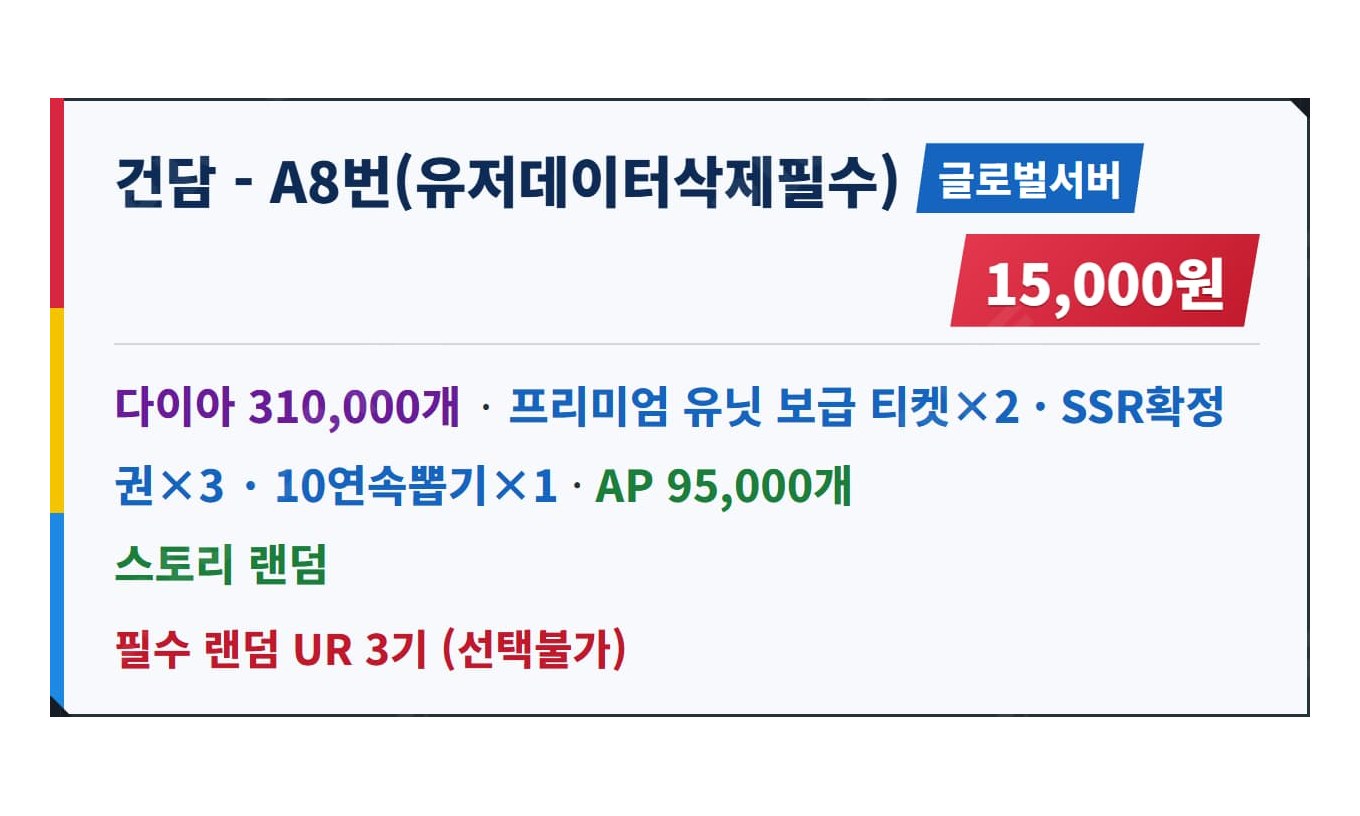 건담 - A8번(유저데이터삭제필수) 글로벌서버
15,000원
다이아 310,000개 · 프리미엄 유닛 보급 티켓×2 · SSR확정
권×3 · 10연속뽑기×1 · AP 95,000개
스토리 랜덤
필수 랜덤 UR 3기 (선택불가)